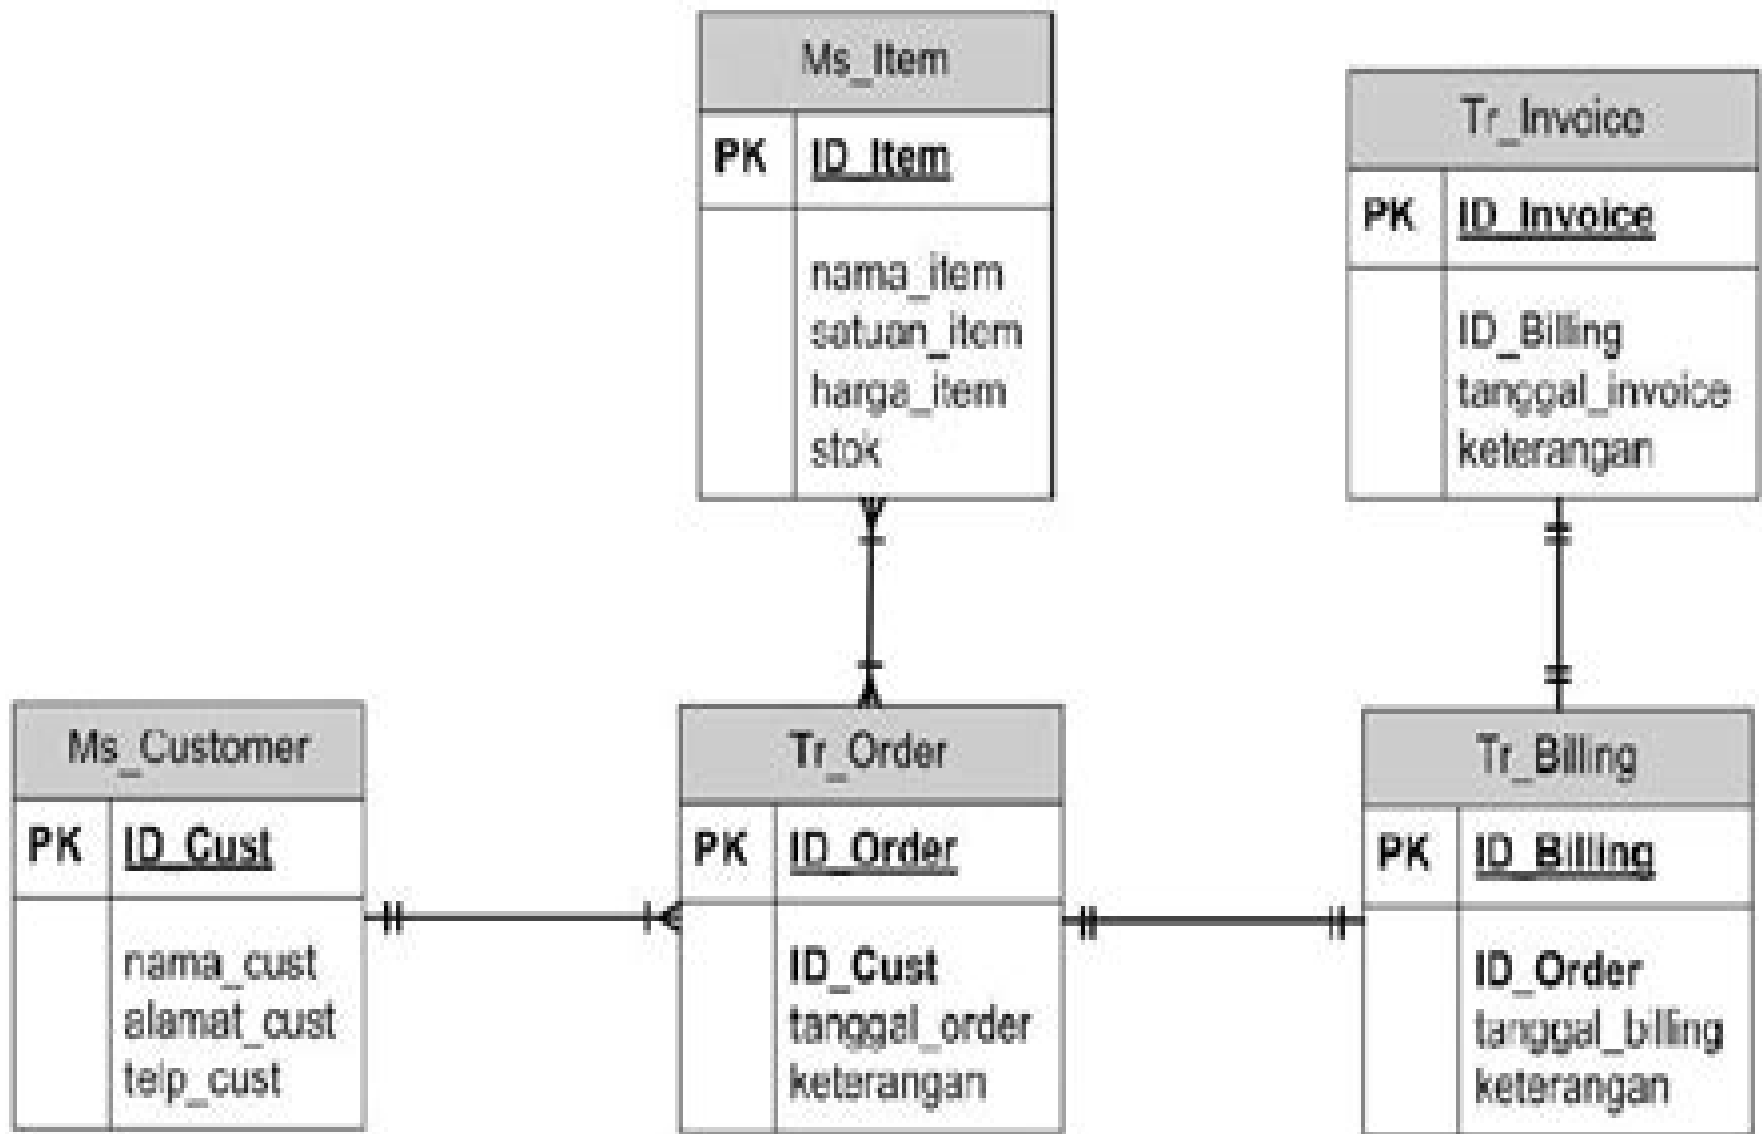 Ms_Item
PK ID_Item
nama_item
satuan_item
harga_item
stok
Tr_Invoice
PK ID_Invoice
ID_Billing
tanggal_invoice
keterangan
Ms_Customer
PK ID_Cust
nama_cust
alamat_cust
telp_cust
Tr_Order
PK ID_Order
ID_Cust
tanggal_order
keterangan
Tr_Billing
PK ID_Billing
ID_Order
tanggal_billing
keterangan